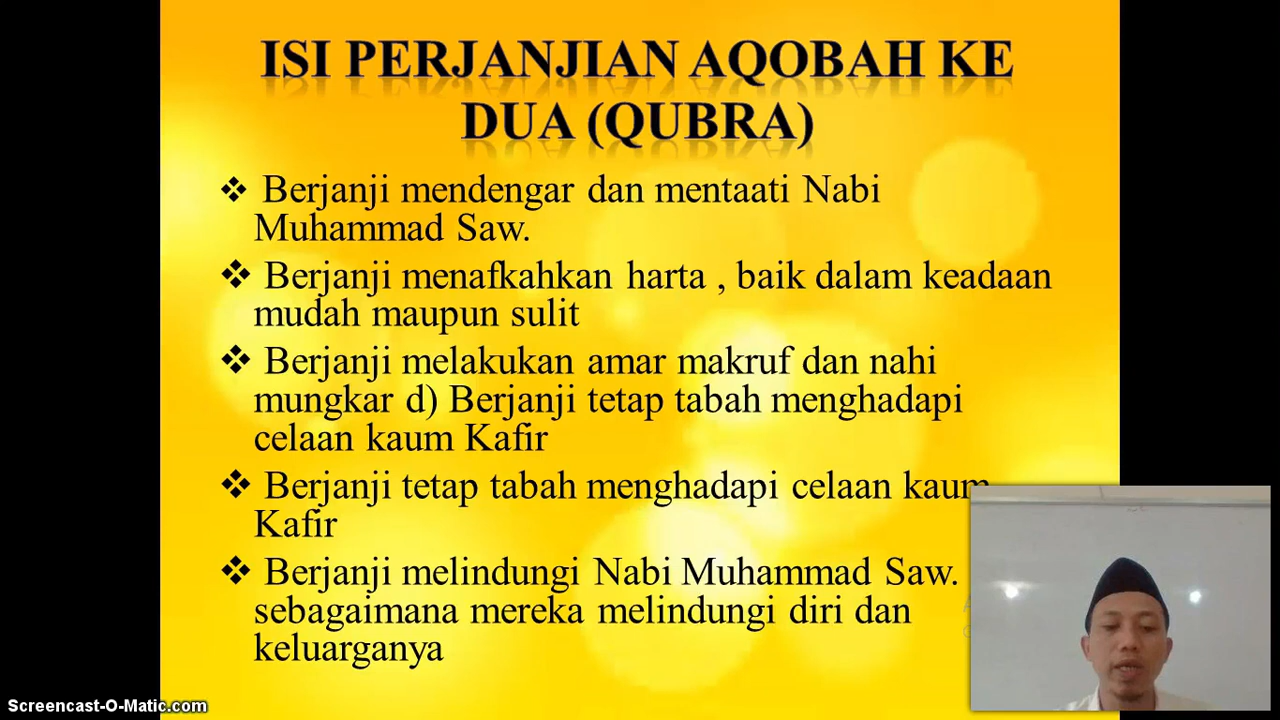 ISI PERJANJIAN AQOBAH KE
DUA (QUBRA)
❖ Berjanji mendengar dan mentaati Nabi
Muhammad Saw.
❖ Berjanji menafkahkan harta , baik dalam keadaan
mudah maupun sulit
❖ Berjanji melakukan amar makruf dan nahi
mungkar d) Berjanji tetap tabah menghadapi
celaan kaum Kafir
❖ Berjanji tetap tabah menghadapi celaan kaum
Kafir
❖ Berjanji melindungi Nabi Muhammad Saw.
sebagaimana mereka melindungi diri dan
keluarganya
Screencast-O-Matic.com